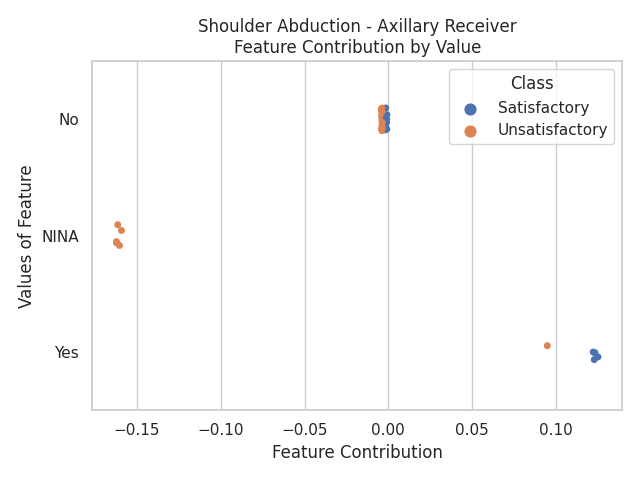 Shoulder Abduction - Axillary Receiver
Feature Contribution by Value
Class
Satisfactory
Unsatisfactory
Values of Feature
No
NINA
Yes
−0.15
−0.10
−0.05
0.00
0.05
0.10
Feature Contribution